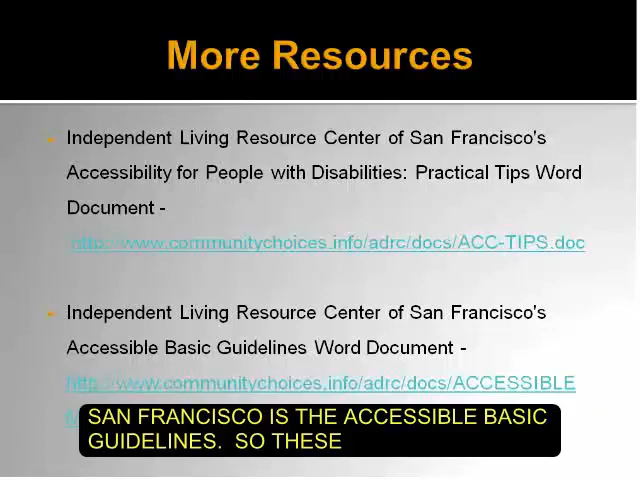 More Resources
Independent Living Resource Center of San Francisco's
Accessibility for People with Disabilities: Practical Tips Word
Document -
http://www.communitychoices.info/adrc/docs/ACC-TIPS.doc
Independent Living Resource Center of San Francisco's
Accessible Basic Guidelines Word Document -
http://www.communitychoices.info/adrc/docs/ACCESSIBLE
SAN FRANCISCO IS THE ACCESSIBLE BASIC
GUIDELINES. SO THESE